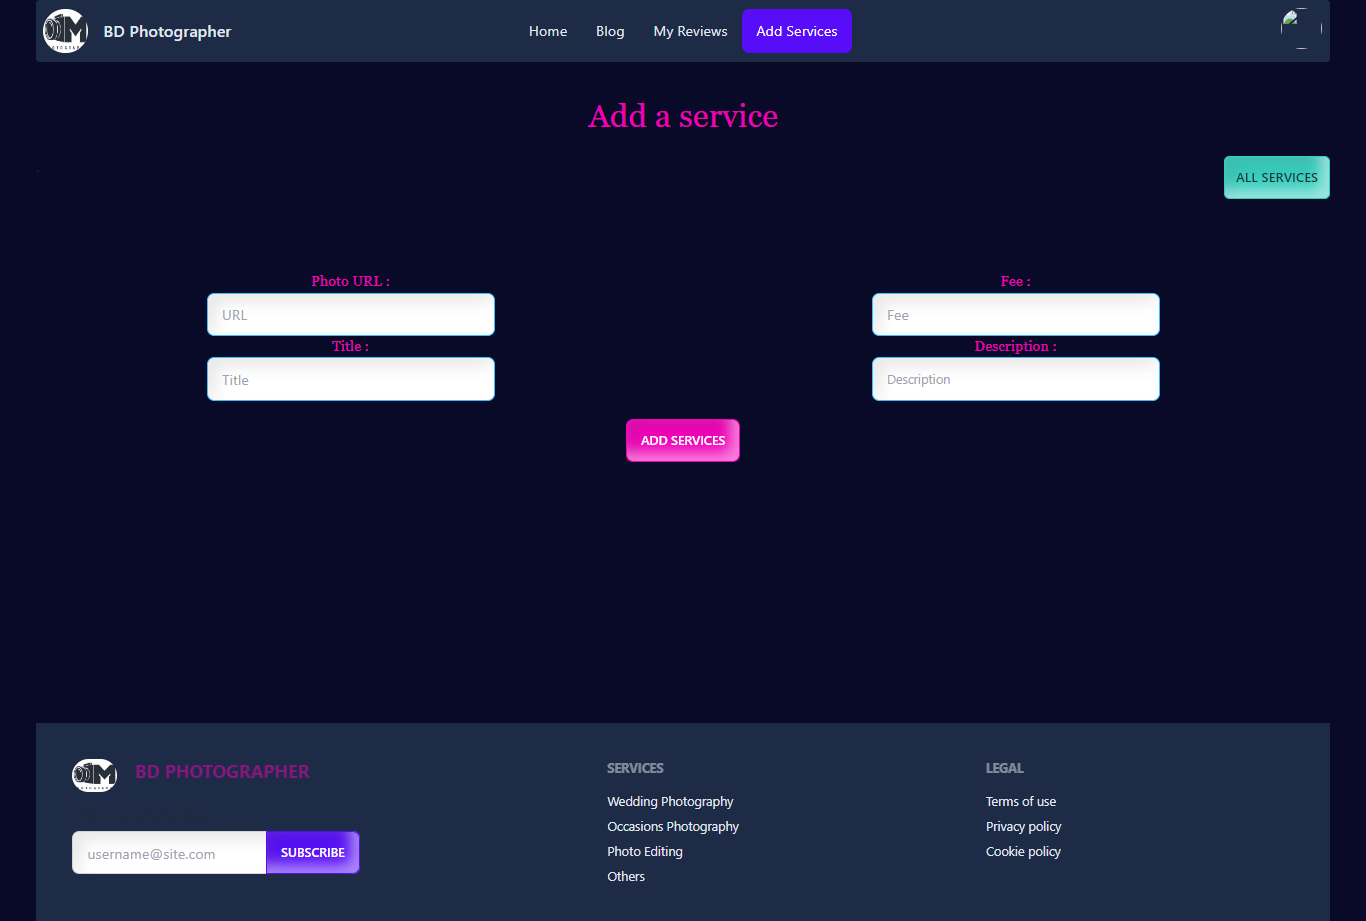 BD Photographer
Home Blog My Reviews Add Services
Add a service
ALL SERVICES
Photo URL :
URL
Title :
Title
Fee :
Fee
Description :
Description
ADD SERVICES
BD PHOTOGRAPHER
username@site.com SUBSCRIBE
SERVICES
Wedding Photography
Occasions Photography
Photo Editing
Others
LEGAL
Terms of use
Privacy policy
Cookie policy